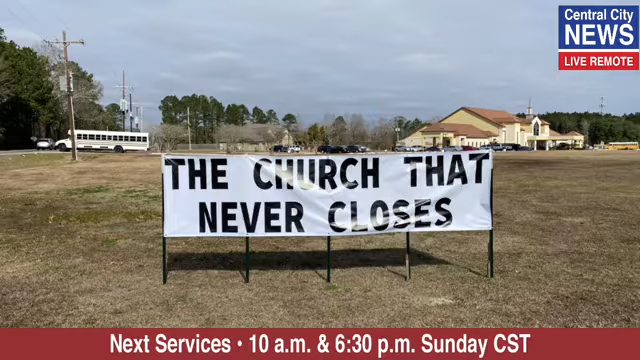 Central City
NEWS
LIVE REMOTE
THE CHURCH THAT
NEVER CLOSES
Next Services • 10 a.m. & 6:30 p.m. Sunday CST